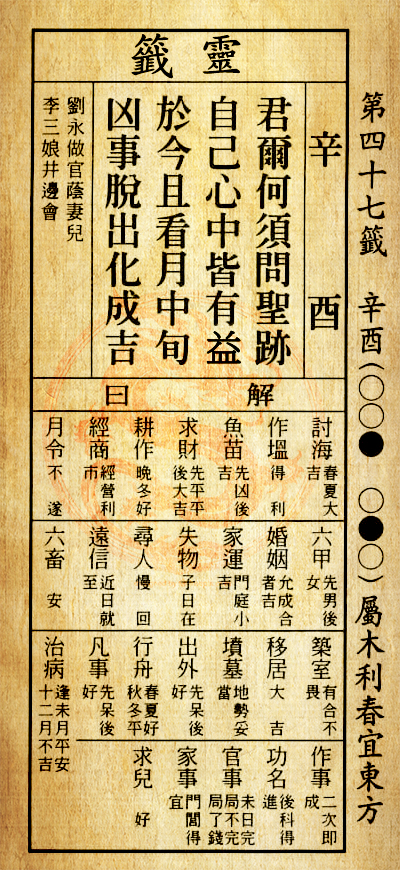 第四十七籤 辛酉(○○● ○●○)屬木利春宜東方
靈籤
辛酉
君爾何須問聖跡
自己心中皆有益
於今且看月中旬
凶事脫出化成吉
劉永做官蔭妻兒
李三娘井邊會
解曰
討海 春夏大吉
作塭 得利
魚苗 先凶後吉
求財 先平平後大吉
耕作 晚冬好
經商 經營利市
月令 不遂
六甲 先男後女
婚姻 允成合者吉
家運 門庭小吉
失物 子日在
尋人 慢回
遠信 近日就至
六畜 安
築室 有合不畏
移居 大吉
墳墓 地勢妥當
出外 先呆後好
行舟 春夏好秋冬平
凡事 先呆後好
治病 逢未月平安十二月不吉
作事 二次即成
功名 後科得進
官事 未日完局不完局了錢
家事 門閭得宜
求兒 好